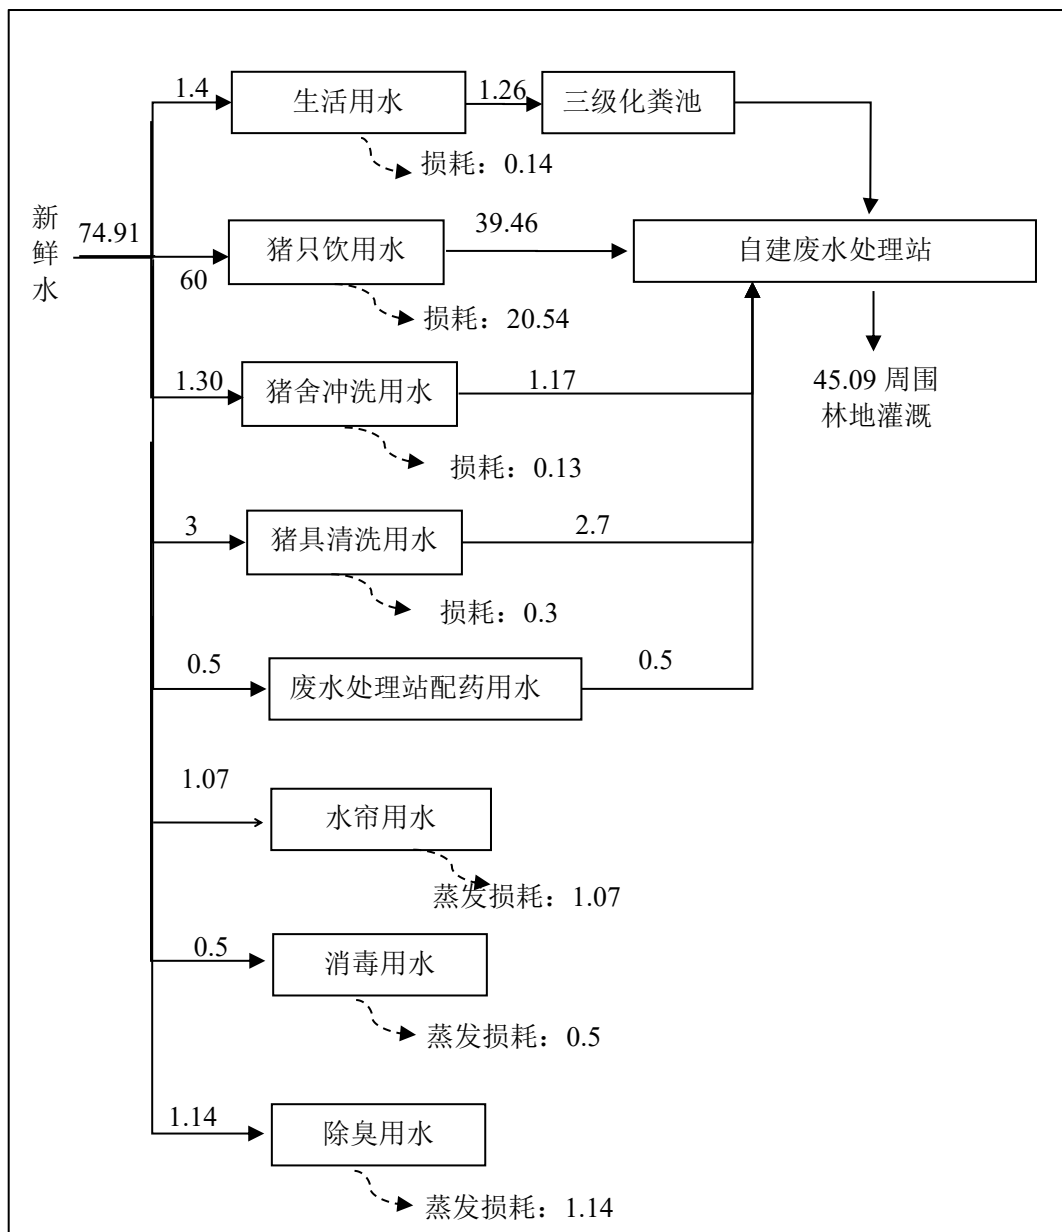 1.4
生活用水
1.26
三级化粪池
损耗：0.14
新
鲜
水
74.91
60
猪只饮用水
39.46
自建废水处理站
损耗：20.54
1.30
猪舍冲洗用水
1.17
45.09 周围
林地灌溉
损耗：0.13
3
猪具清洗用水
2.7
损耗：0.3
0.5
废水处理站配药用水
0.5
1.07
水帘用水
蒸发损耗：1.07
0.5
消毒用水
蒸发损耗：0.5
1.14
除臭用水
蒸发损耗：1.14